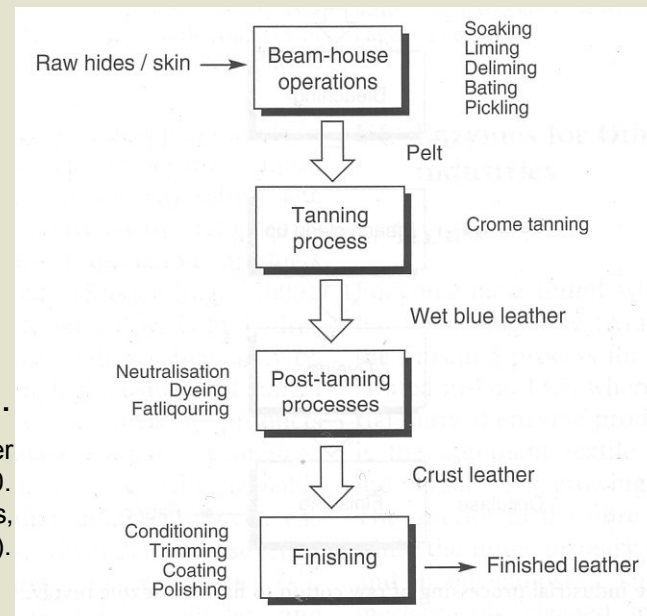 Raw hides / skin
Beam-house
operations
Soaking
Liming
Deliming
Bating
Pickling
Pelt
Tanning
process
Crome tanning
Wet blue leather
Neutralisation
Dyeing
Fatliqouring
Post-tanning
processes
Crust leather
Conditioning
Trimming
Coating
Polishing
Finishing
Finished leather